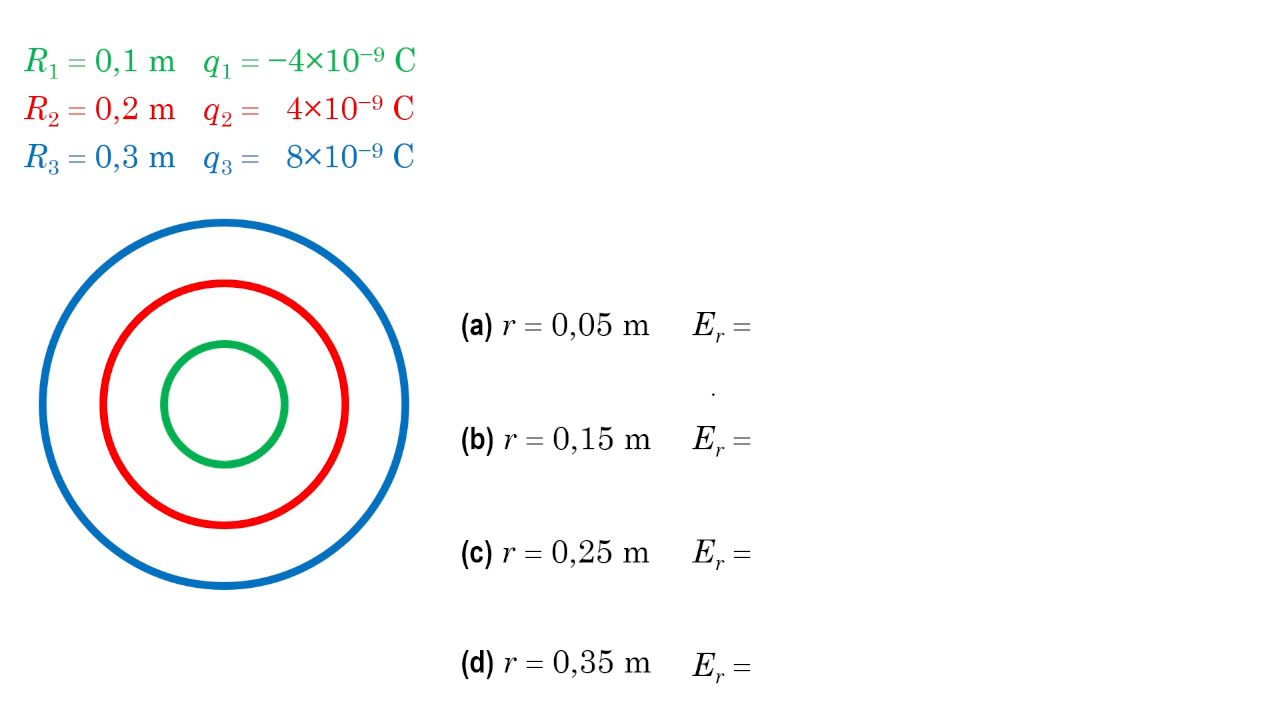 R₁ = 0,1 m q₁ = −4×10⁻⁹ C
R₂ = 0,2 m q₂ = 4×10⁻⁹ C
R₃ = 0,3 m q₃ = 8×10⁻⁹ C
(a) r = 0,05 m Eᵣ =
(b) r = 0,15 m Eᵣ =
(c) r = 0,25 m Eᵣ =
(d) r = 0,35 m Eᵣ =